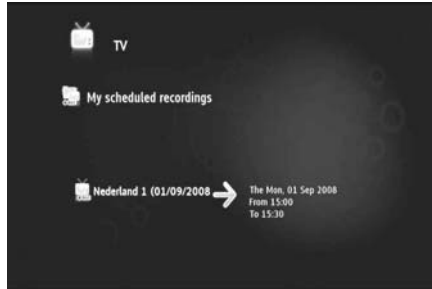 TV
My scheduled recordings
Nederland 1 (01/09/2008
The Mon, 01 Sep 2008
From 15:00
To 15:30